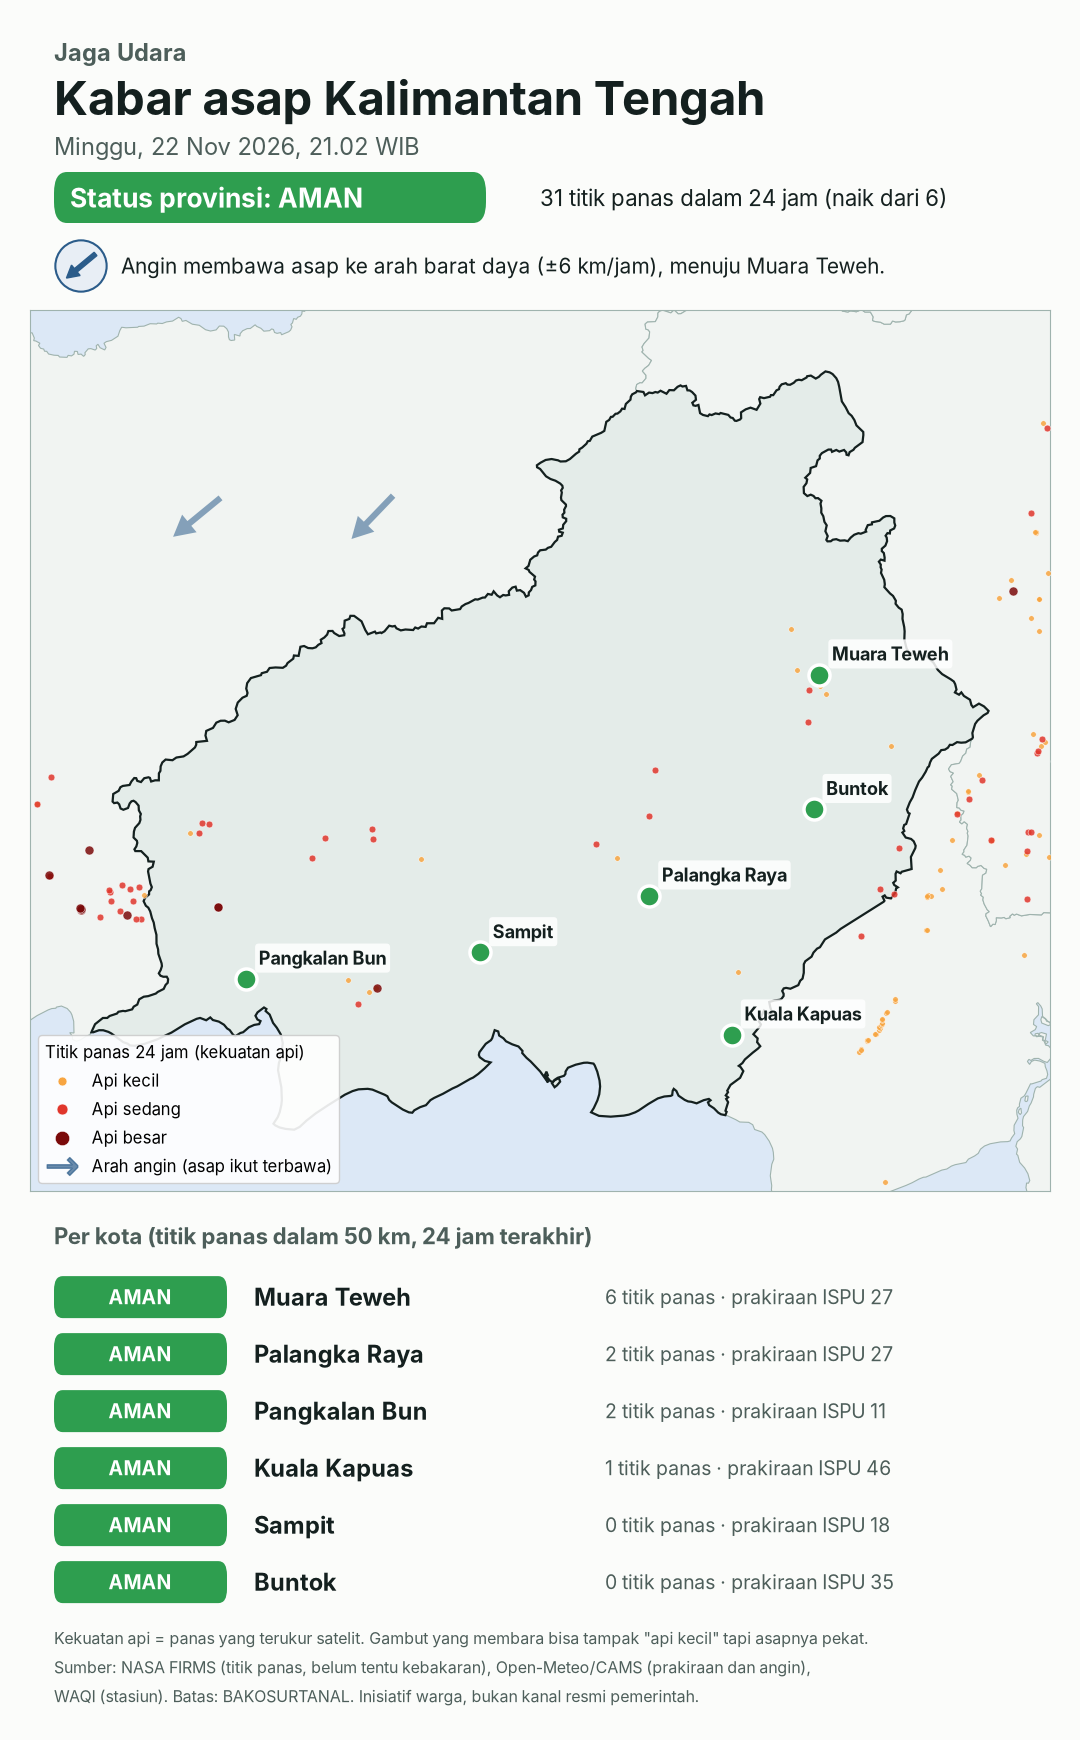 Jaga Udara
Kabar asap Kalimantan Tengah
Minggu, 22 Nov 2026, 21.02 WIB
Status provinsi: AMAN
31 titik panas dalam 24 jam (naik dari 6)
Angin membawa asap ke arah barat daya (±6 km/jam), menuju Muara Teweh.
Muara Teweh
Buntok
Palangka Raya
Sampit
Pangkalan Bun
Kuala Kapuas
Titik panas 24 jam (kekuatan api)
Api kecil
Api sedang
Api besar
Arah angin (asap ikut terbawa)
Per kota (titik panas dalam 50 km, 24 jam terakhir)
AMAN Muara Teweh 6 titik panas · prakiraan ISPU 27
AMAN Palangka Raya 2 titik panas · prakiraan ISPU 27
AMAN Pangkalan Bun 2 titik panas · prakiraan ISPU 11
AMAN Kuala Kapuas 1 titik panas · prakiraan ISPU 46
AMAN Sampit 0 titik panas · prakiraan ISPU 18
AMAN Buntok 0 titik panas · prakiraan ISPU 35
Kekuatan api = panas yang terukur satelit. Gambut yang membara bisa tampak "api kecil" tapi asapnya pekat.
Sumber: NASA FIRMS (titik panas, belum tentu kebakaran), Open-Meteo/CAMS (prakiraan dan angin),
WAQI (stasiun). Batas: BAKOSURTANAL. Inisiatif warga, bukan kanal resmi pemerintah.